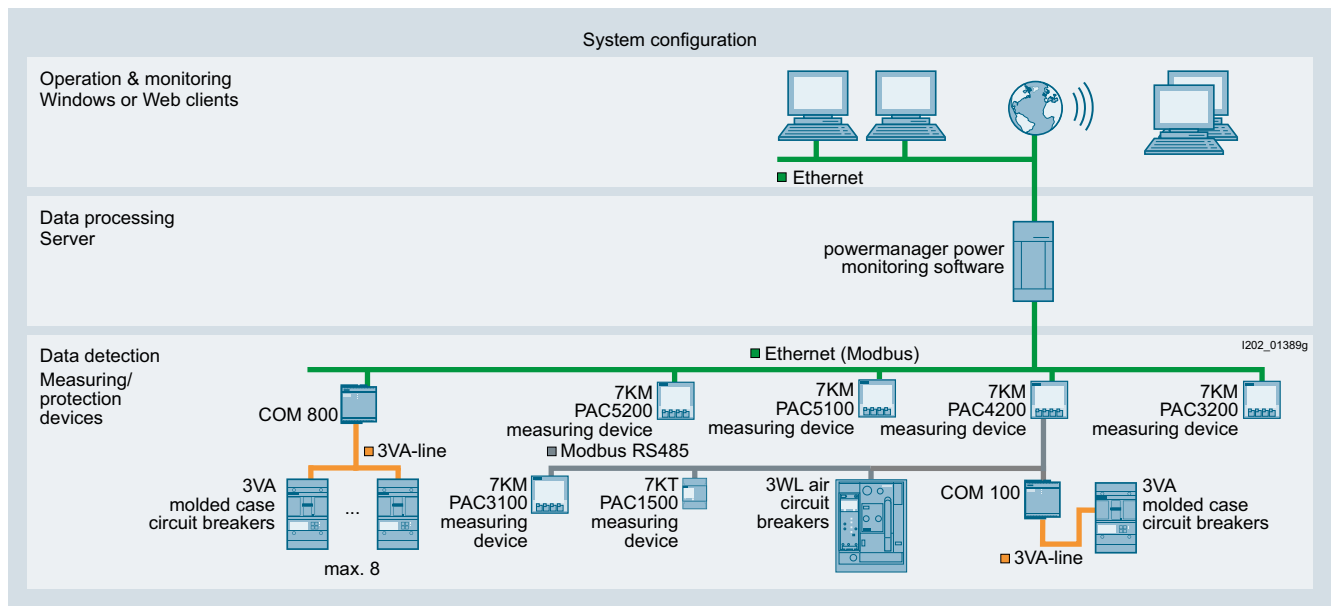 System configuration
Operation & monitoring
Windows or Web clients
Ethernet
Data processing
Server
powermanager power
monitoring software
Data detection
Measuring/
protection
devices
Ethernet (Modbus)
I202_01389g
COM 800
7KM
PAC5200
measuring device
7KM
PAC5100
measuring device
7KM
PAC4200
measuring device
7KM
PAC3200
measuring device
3VA-line
Modbus RS485
3VA
molded case
circuit breakers
...
max. 8
7KM
PAC3100
measuring
device
7KT
PAC1500
measuring
device
3WL air
circuit
breakers
COM 100
3VA
molded case
circuit breakers
3VA-line